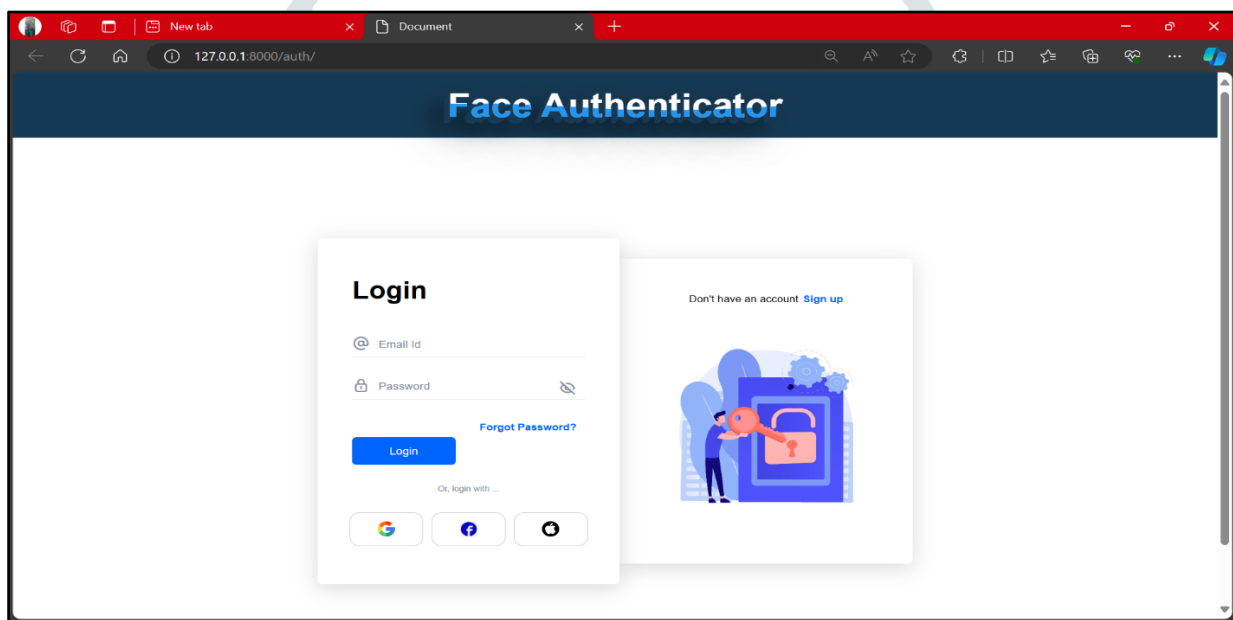 New tab
Document
127.0.0.1:8000/auth/
Face Authenticator
Login
Don't have an account Sign up
Email Id
Password
Forgot Password?
Login
Or, login with ...